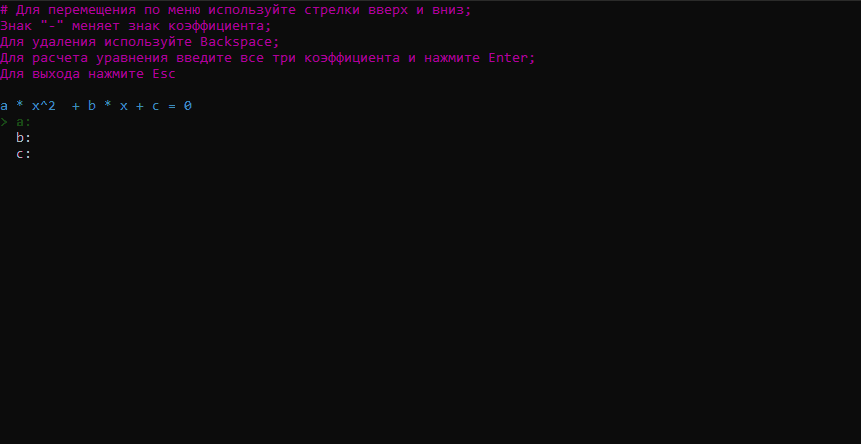 # Для перемещения по меню используйте стрелки вверх и вниз;
Знак "-" меняет знак коэффициента;
Для удаления используйте Backspace;
Для расчета уравнения введите все три коэффициента и нажмите Enter;
Для выхода нажмите Esc
a * x^2  + b * x + c = 0
> a:
b:
c: